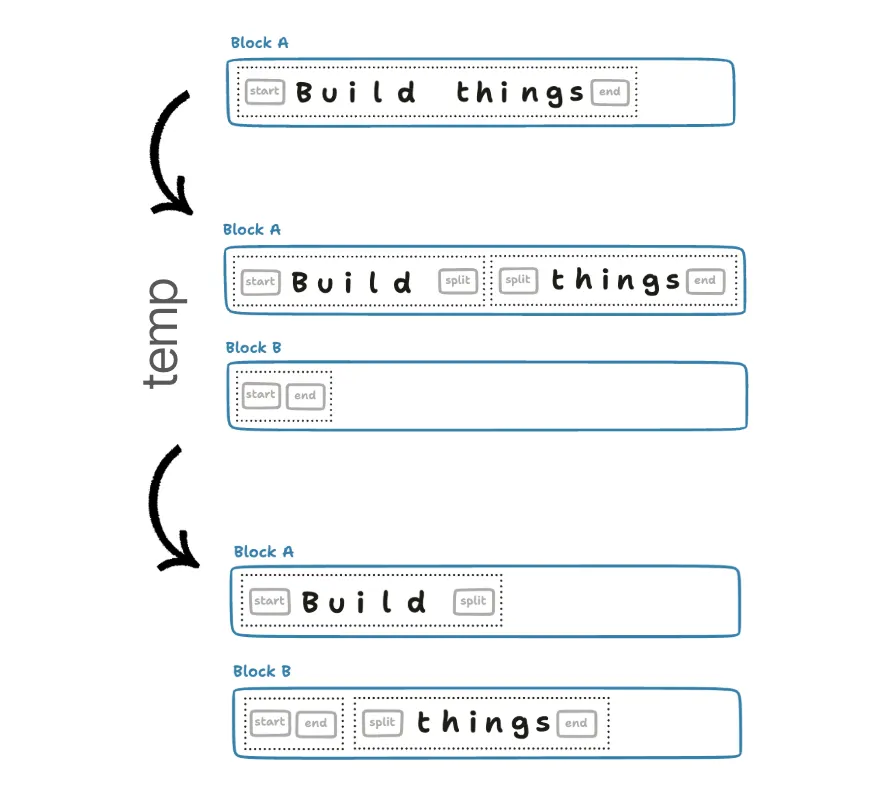 Block A
start Build things end
Block A
start Build split split things end
temp
Block B
start end
Block A
start Build split
Block B
start end split things end